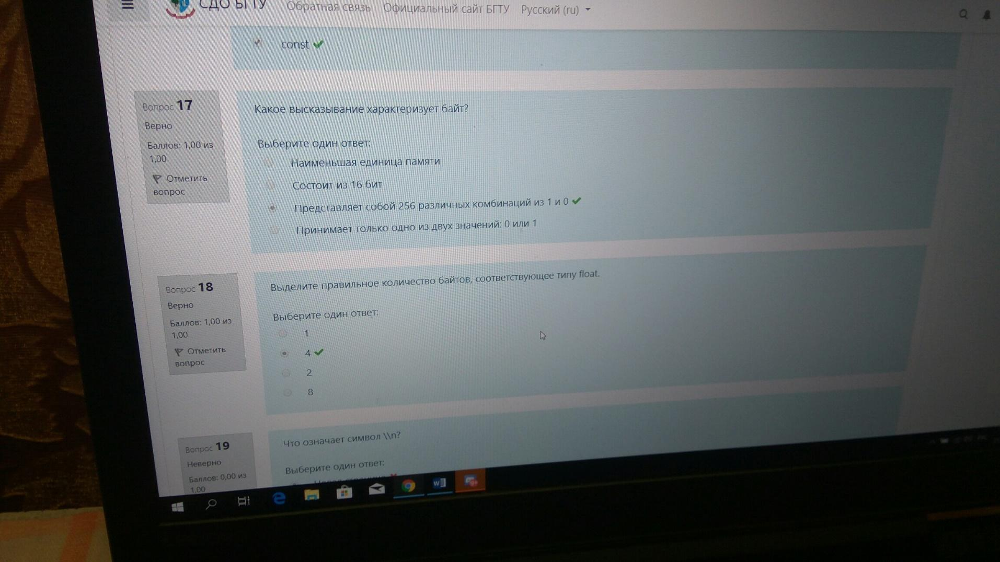 СДО БГТУ Обратная связь Официальный сайт БГТУ Русский (ru)
const
Вопрос 17
Верно
Баллов: 1,00 из
1,00
Отметить
вопрос
Какое высказывание характеризует байт?
Выберите один ответ:
Наименьшая единица памяти
Состоит из 16 бит
Представляет собой 256 различных комбинаций из 1 и 0
Принимает только одно из двух значений: 0 или 1
Вопрос 18
Верно
Баллов: 1,00 из
1,00
Отметить
вопрос
Выделите правильное количество байтов, соответствующее типу float.
Выберите один ответ:
1
4
2
8
Вопрос 19
Неверно
Баллов: 0,00 из
1,00
Что означает символ \\n?
Выберите один ответ: